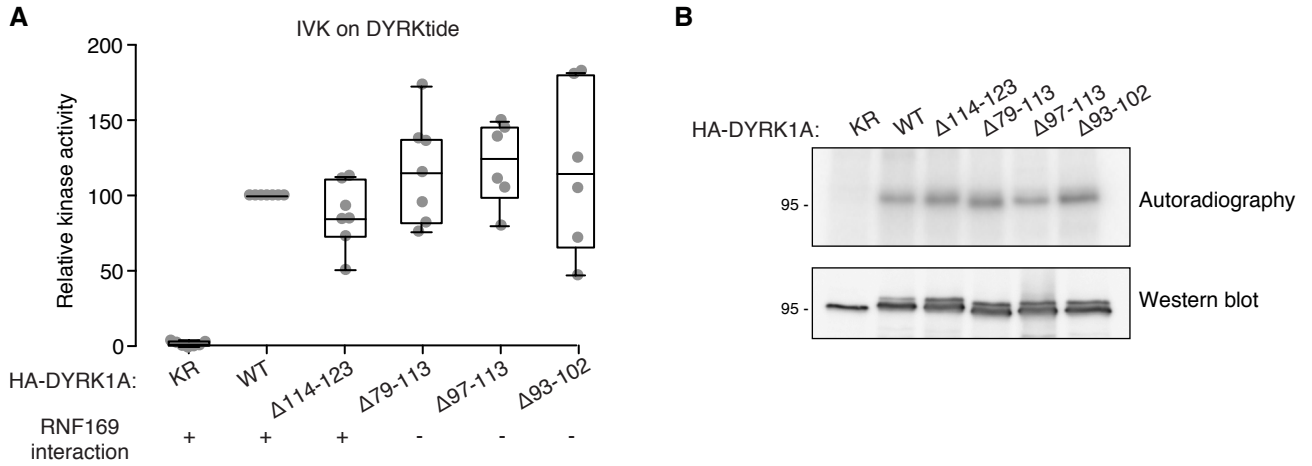 A
IVK on DYRKtide
Relative kinase activity
200
150
100
50
0
HA-DYRK1A:
KR
WT
Δ114-123
Δ79-113
Δ97-113
Δ93-102
RNF169
interaction
+ + + - - -
B
HA-DYRK1A:
KR
WT
Δ114-123
Δ79-113
Δ97-113
Δ93-102
95 -
Autoradiography
95 -
Western blot